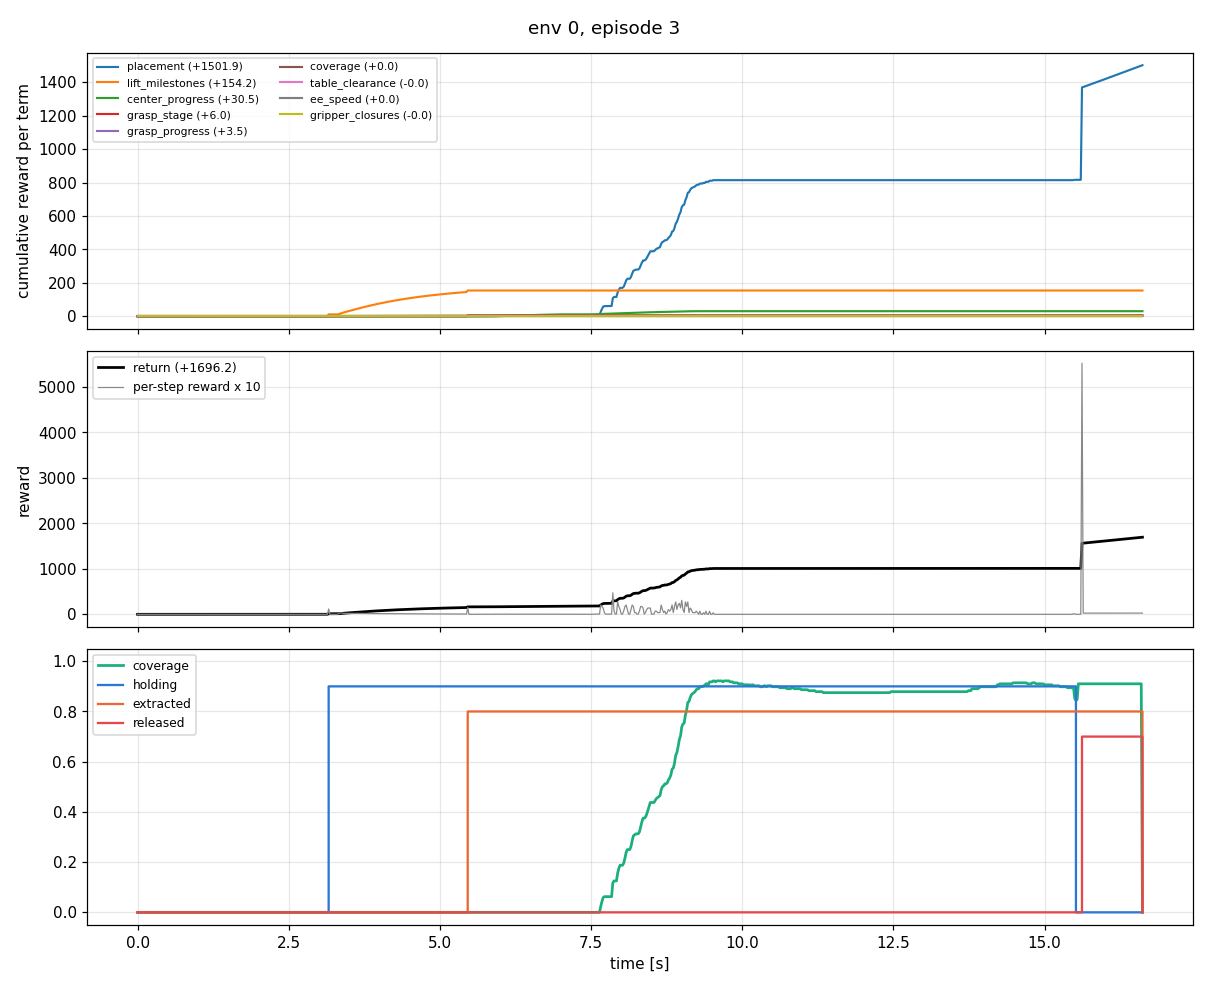 env 0, episode 3
cumulative reward per term
1400
1200
1000
800
600
400
200
0
placement (+1501.9)
lift_milestones (+154.2)
center_progress (+30.5)
grasp_stage (+6.0)
grasp_progress (+3.5)
coverage (+0.0)
table_clearance (-0.0)
ee_speed (+0.0)
gripper_closures (-0.0)
reward
5000
4000
3000
2000
1000
0
return (+1696.2)
per-step reward x 10
1.0
0.8
0.6
0.4
0.2
0.0
coverage
holding
extracted
released
0.0 2.5 5.0 7.5 10.0 12.5 15.0
time [s]